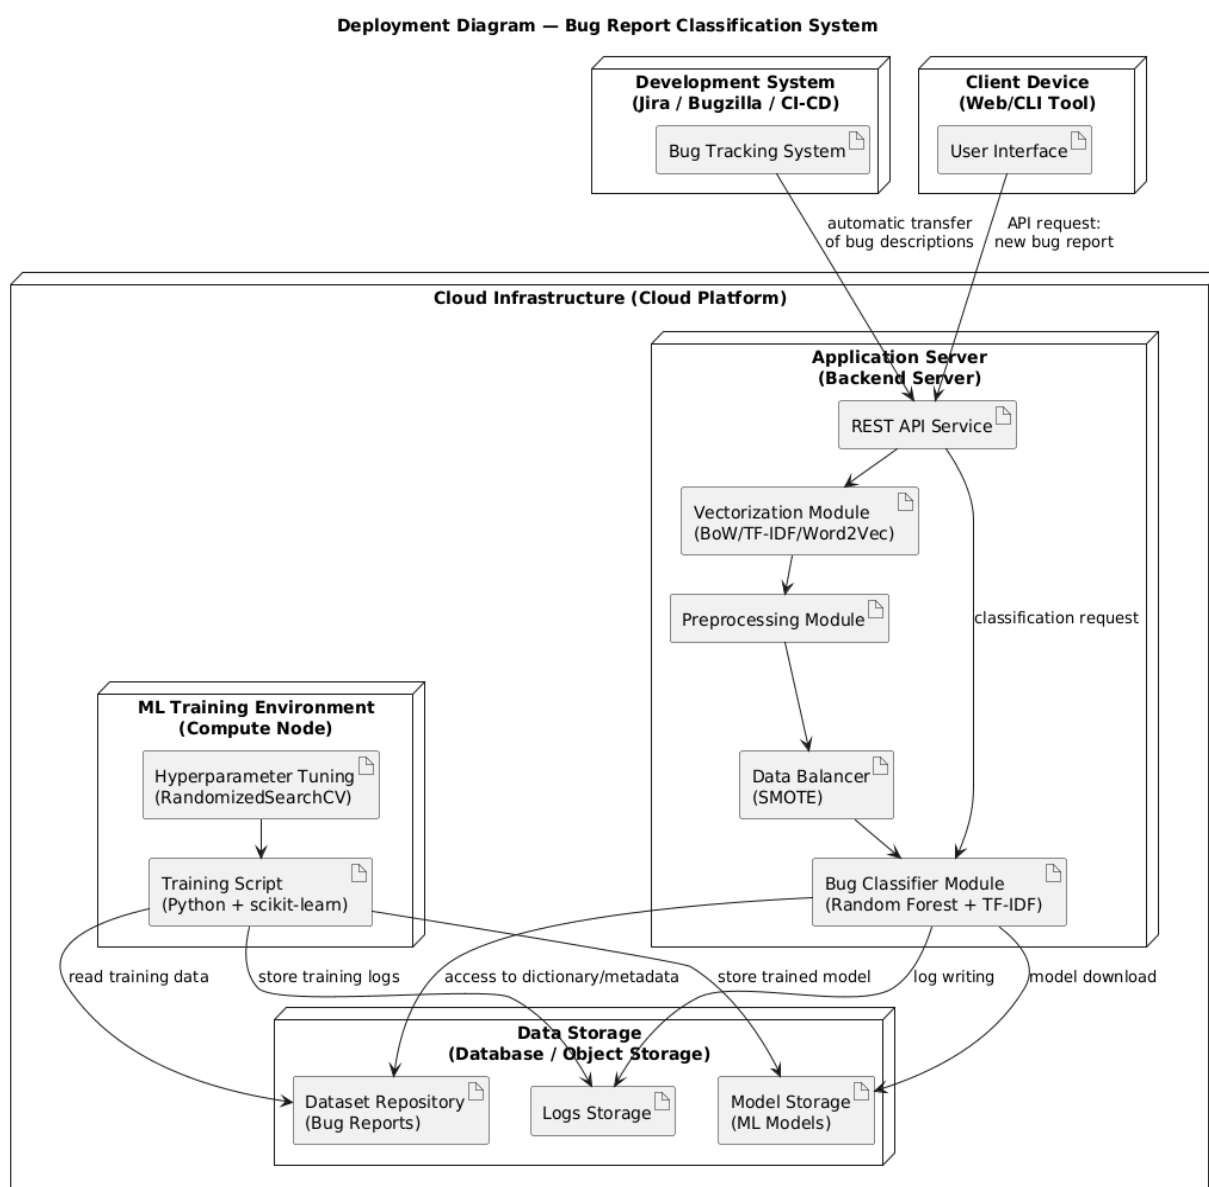 Deployment Diagram — Bug Report Classification System
Development System
(Jira / Bugzilla / CI-CD)
Bug Tracking System
Client Device
(Web/CLI Tool)
User Interface
automatic transfer
of bug descriptions
API request:
new bug report
Cloud Infrastructure (Cloud Platform)
Application Server
(Backend Server)
REST API Service
Vectorization Module
(BoW/TF-IDF/Word2Vec)
Preprocessing Module
classification request
ML Training Environment
(Compute Node)
Hyperparameter Tuning
(RandomizedSearchCV)
Data Balancer
(SMOTE)
Training Script
(Python + scikit-learn)
Bug Classifier Module
(Random Forest + TF-IDF)
read training data
store training logs
access to dictionary/metadata
store trained model
log writing
model download
Data Storage
(Database / Object Storage)
Dataset Repository
(Bug Reports)
Logs Storage
Model Storage
(ML Models)